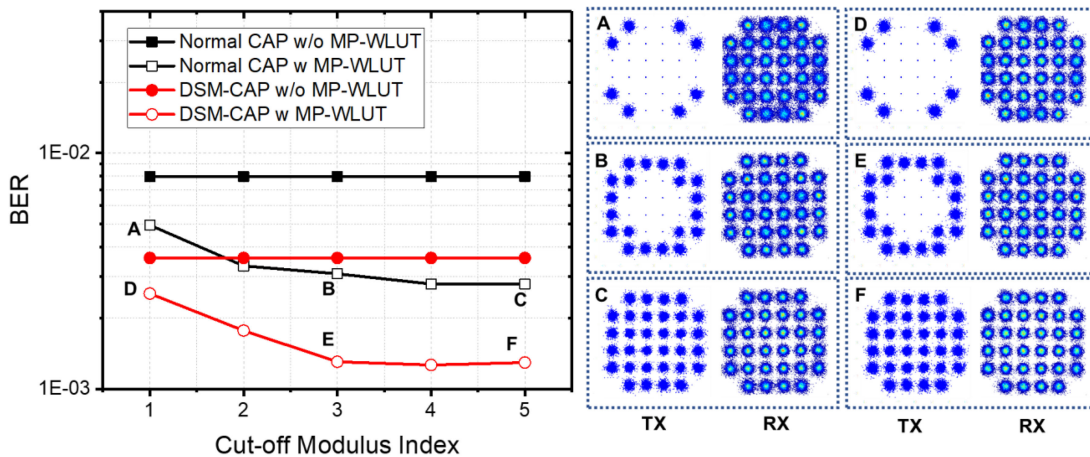 Normal CAP w/o MP-WLUT
Normal CAP w MP-WLUT
DSM-CAP w/o MP-WLUT
DSM-CAP w MP-WLUT
BER
1E-02
1E-03
A
B
C
D
E
F
1 2 3 4 5
Cut-off Modulus Index
A
D
B
E
C
F
TX RX TX RX